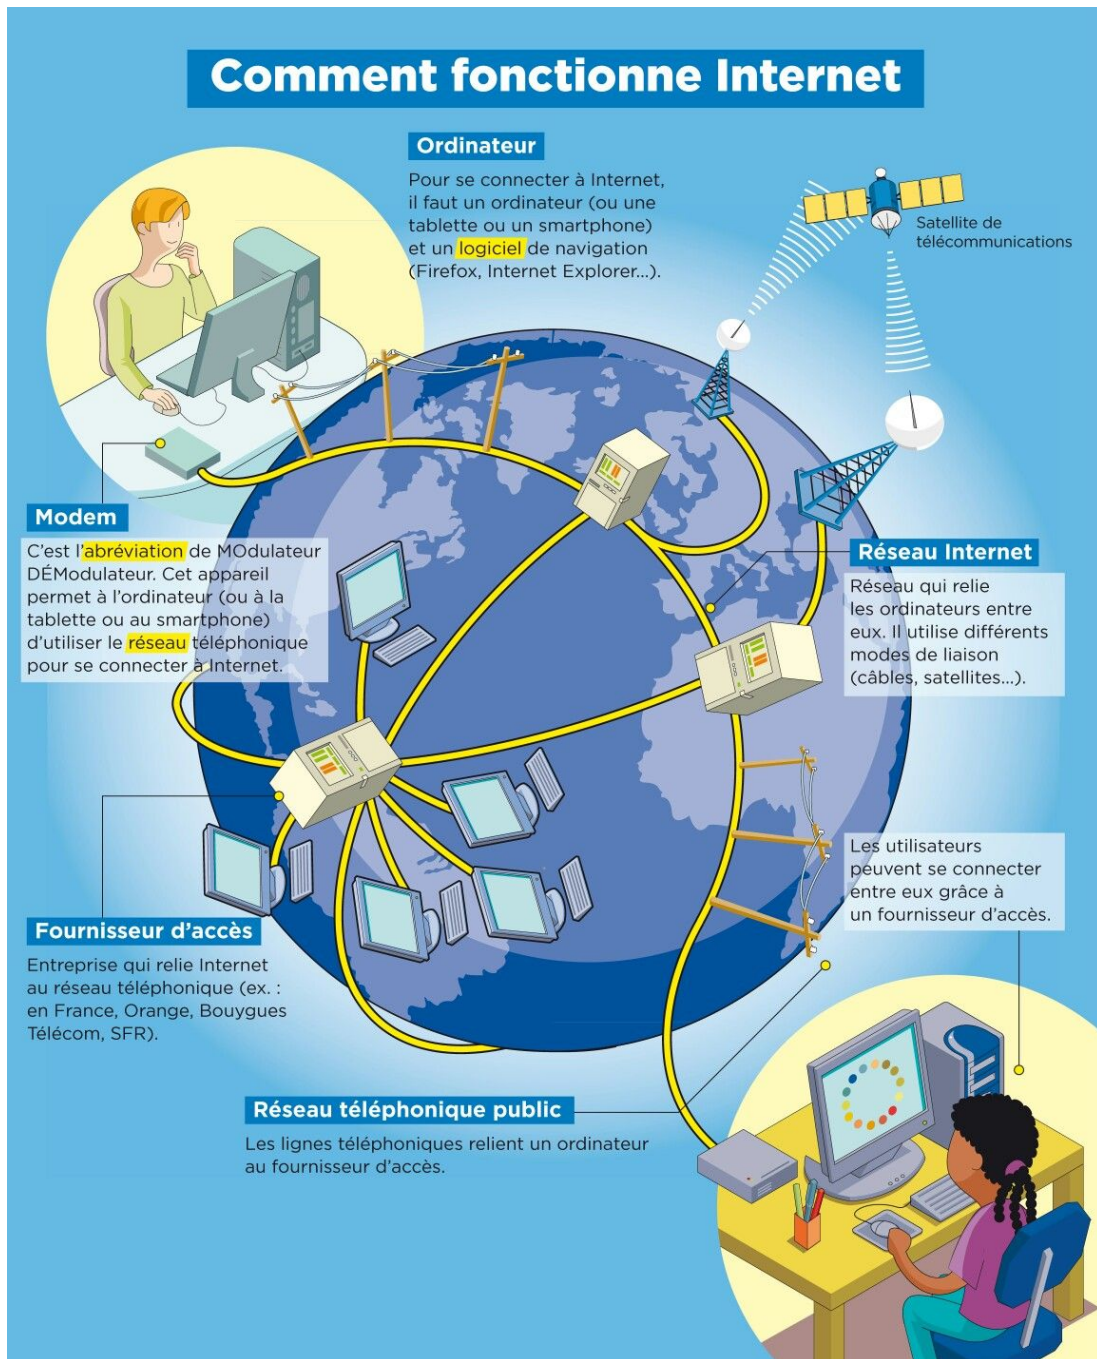 Comment fonctionne Internet
Ordinateur
Pour se connecter à Internet,
il faut un ordinateur (ou une
tablette ou un smartphone)
et un logiciel de navigation
(Firefox, Internet Explorer...).
Satellite de
télécommunications
Modem
C'est l'abréviation de MOdulateur
DÉModulateur. Cet appareil
permet à l'ordinateur (ou à la
tablette ou au smartphone)
d'utiliser le réseau téléphonique
pour se connecter à Internet.
Réseau Internet
Réseau qui relie
les ordinateurs entre
eux. Il utilise différents
modes de liaison
(câbles, satellites...).
Les utilisateurs
peuvent se connecter
entre eux grâce à
un fournisseur d'accès.
Fournisseur d'accès
Entreprise qui relie Internet
au réseau téléphonique (ex. :
en France, Orange, Bouygues
Télécom, SFR).
Réseau téléphonique public
Les lignes téléphoniques relient un ordinateur
au fournisseur d'accès.